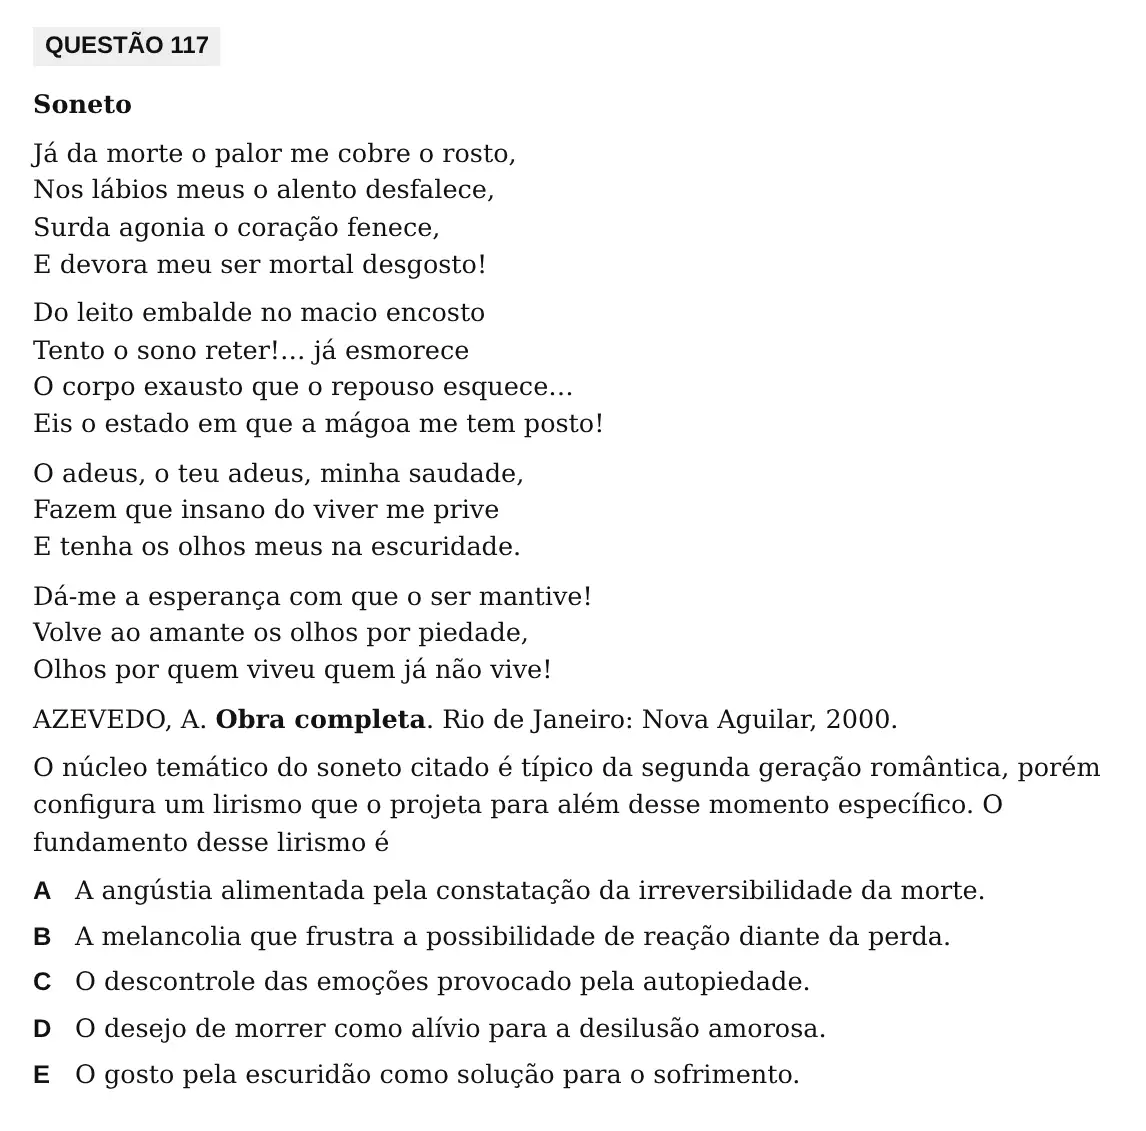 QUESTÃO 117
Soneto
Já da morte o palor me cobre o rosto,
Nos lábios meus o alento desfalece,
Surda agonia o coração fenece,
E devora meu ser mortal desgosto!
Do leito embalde no macio encosto
Tento o sono reter!... já esmorece
O corpo exausto que o repouso esquece...
Eis o estado em que a mágoa me tem posto!
O adeus, o teu adeus, minha saudade,
Fazem que insano do viver me prive
E tenha os olhos meus na escuridade.
Dá-me a esperança com que o ser mantive!
Volve ao amante os olhos por piedade,
Olhos por quem viveu quem já não vive!
AZEVEDO, A. Obra completa. Rio de Janeiro: Nova Aguilar, 2000.
O núcleo temático do soneto citado é típico da segunda geração romântica, porém
configura um lirismo que o projeta para além desse momento específico. O
fundamento desse lirismo é
A A angústia alimentada pela constatação da irreversibilidade da morte.
B A melancolia que frustra a possibilidade de reação diante da perda.
C O descontrole das emoções provocado pela autopiedade.
D O desejo de morrer como alívio para a desilusão amorosa.
E O gosto pela escuridão como solução para o sofrimento.